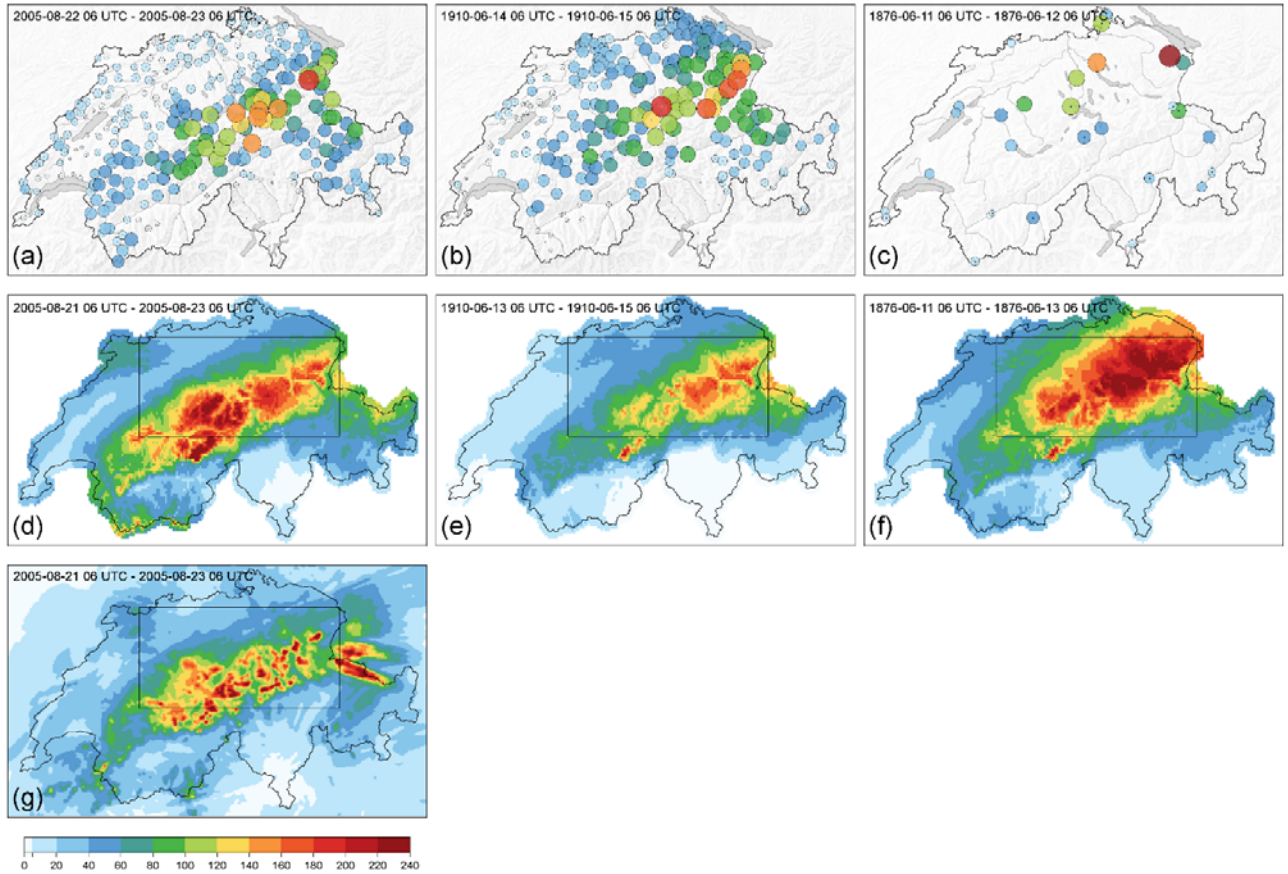 2005-08-22 06 UTC - 2005-08-23 06 UTC
(a)
1910-06-14 06 UTC - 1910-06-15 06 UTC
(b)
1876-06-11 06 UTC - 1876-06-12 06 UTC
(c)
2005-08-21 06 UTC - 2005-08-23 06 UTC
(d)
1910-06-13 06 UTC - 1910-06-15 06 UTC
(e)
1876-06-11 06 UTC - 1876-06-13 06 UTC
(f)
2005-08-21 06 UTC - 2005-08-23 06 UTC
(g)
0 20 40 60 80 100 120 140 160 180 200 220 240